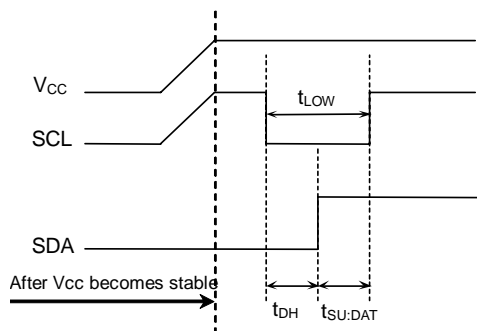 VCC
tLOW
SCL
SDA
After Vcc becomes stable
tDH
tSU:DAT